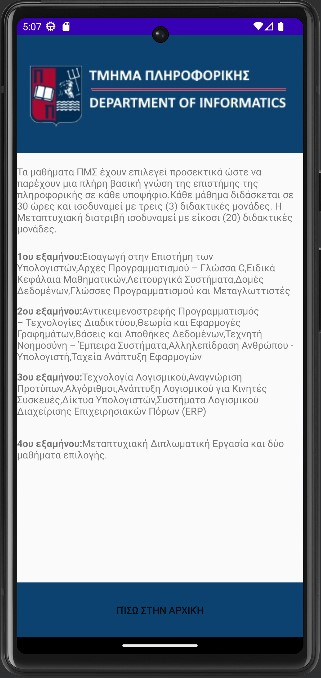 5:07
ΤΜΗΜΑ ΠΛΗΡΟΦΟΡΙΚΗΣ
DEPARTMENT OF INFORMATICS
Τα μαθήματα ΠΜΣ έχουν επιλεγεί προσεκτικά ώστε να
παρέχουν μια πλήρη βασική γνώση της επιστήμης της
πληροφορικής σε κάθε υποψήφιο.Κάθε μάθημα διδάσκεται σε
30 ώρες και ισοδυναμεί με τρεις (3) διδακτικές μονάδες. Η
Μεταπτυχιακή διατριβή ισοδυναμεί με είκοσι (20) διδακτικές
μονάδες.
1ου εξαμήνου:Εισαγωγή στην Επιστήμη των
Υπολογιστών,Αρχές Προγραμματισμού – Γλώσσα C,Ειδικά
Κεφάλαια Μαθηματικών,Λειτουργικά Συστήματα,Δομές
Δεδομένων,Γλώσσες Προγραμματισμού και Μεταγλωττιστές
2ου εξαμήνου:Αντικειμενοστρεφής Προγραμματισμός
– Τεχνολογίες Διαδικτύου,Θεωρία και Εφαρμογές
Γραφημάτων,Βάσεις και Αποθήκες Δεδομένων,Τεχνητή
Νοημοσύνη – Έμπειρα Συστήματα,Αλληλεπίδραση Ανθρώπου -
Υπολογιστή,Ταχεία Ανάπτυξη Εφαρμογών
3ου εξαμήνου:Τεχνολογία Λογισμικού,Αναγνώριση
Προτύπων,Αλγόριθμοι,Ανάπτυξη Λογισμικού για Κινητές
Συσκευές,Δίκτυα Υπολογιστών,Συστήματα Λογισμικού
Διαχείρισης Επιχειρησιακών Πόρων (ERP)
4ου εξαμήνου:Μεταπτυχιακή Διπλωματική Εργασία και δύο
μαθήματα επιλογής.
ΠΙΣΩ ΣΤΗΝ ΑΡΧΙΚΗ